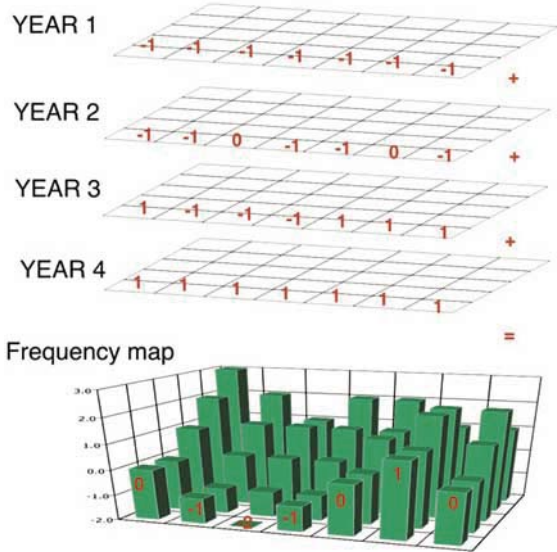 YEAR 1
-1 -1 -1 -1 -1 -1 -1
+
YEAR 2
-1 -1 0 -1 -1 0 -1
+
YEAR 3
1 -1 -1 -1 1 1 1
+
YEAR 4
1 1 1 1 1 1 1
=
Frequency map
3.0
2.0
1.0
0.0
-1.0
-2.0
0 -1 -1 0 1 0